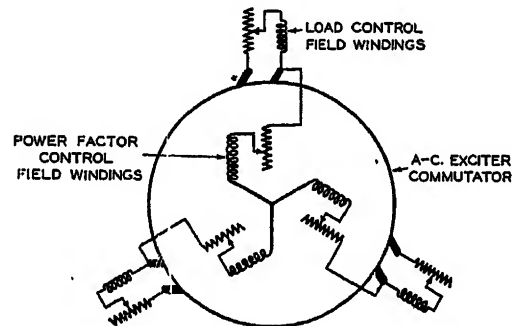 LOAD CONTROL
FIELD WINDINGS
POWER FACTOR
CONTROL
FIELD WINDINGS
A-C. EXCITER
COMMUTATOR